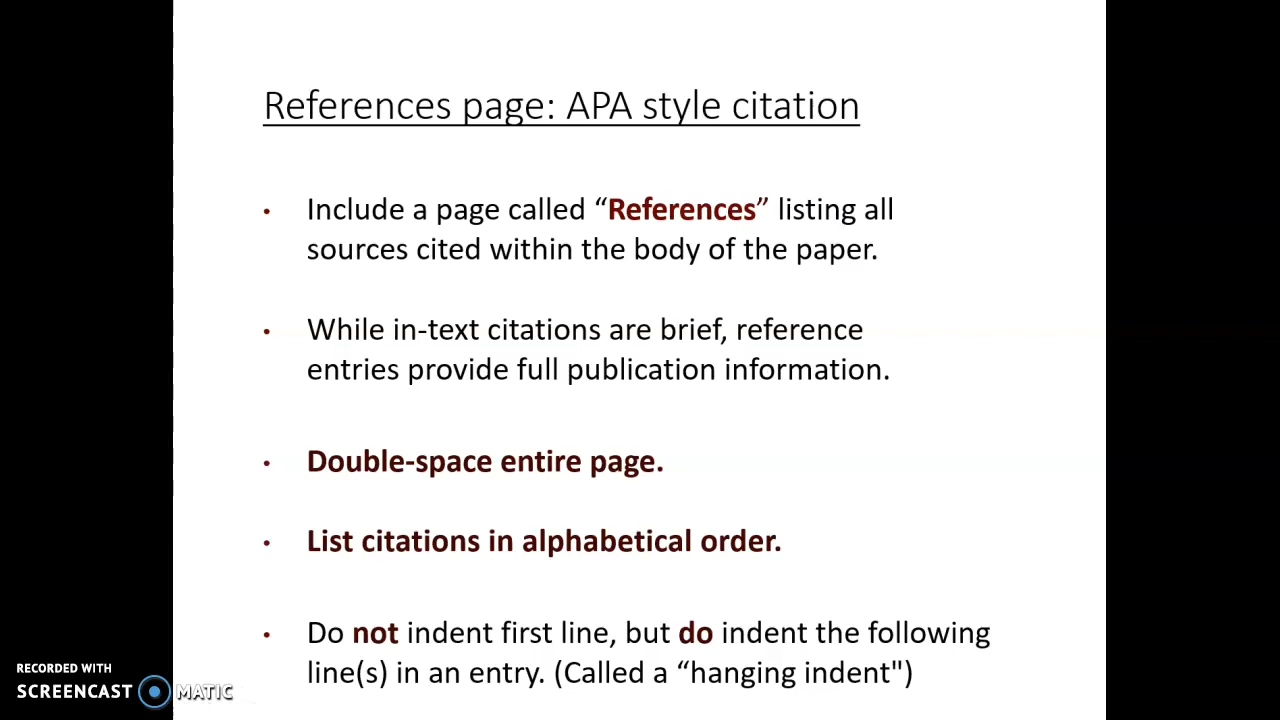 References page: APA style citation
• Include a page called “References” listing all
sources cited within the body of the paper.
• While in-text citations are brief, reference
entries provide full publication information.
• Double-space entire page.
• List citations in alphabetical order.
• Do not indent first line, but do indent the following
line(s) in an entry. (Called a “hanging indent")
RECORDED WITH
SCREENCAST MATIC